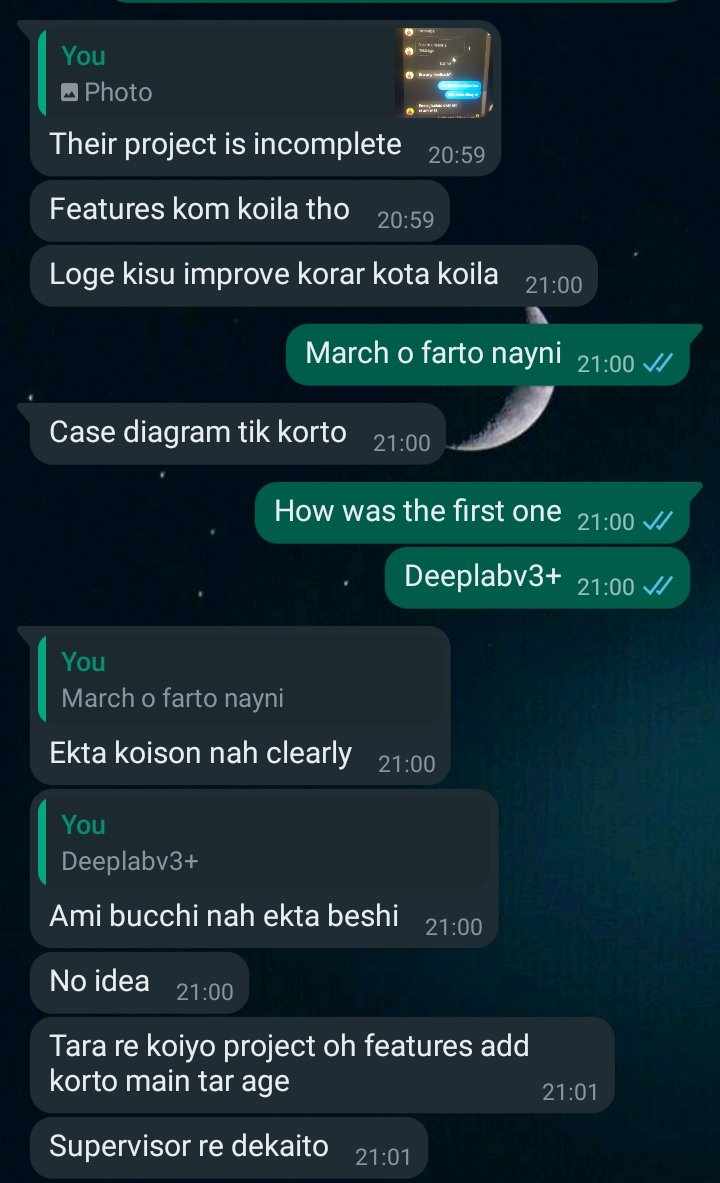 You
Photo
Their project is incomplete 20:59
Features kom koila tho 20:59
Loge kisu improve korar kota koila 21:00
March o farto nayni 21:00
Case diagram tik korto 21:00
How was the first one 21:00
Deeplabv3+ 21:00
You
March o farto nayni
Ekta koison nah clearly 21:00
You
Deeplabv3+
Ami bucchi nah ekta beshi 21:00
No idea 21:00
Tara re koiyo project oh features add
korto main tar age 21:01
Supervisor re dekaito 21:01